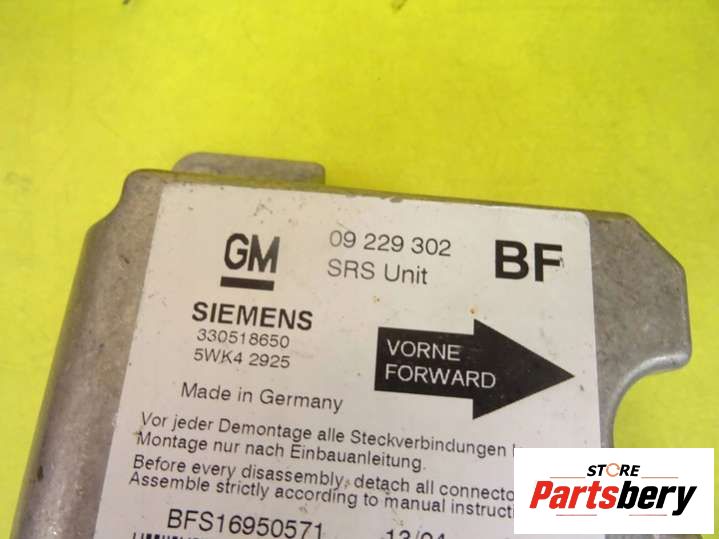 GM
09 229 302
BF
SRS Unit
SIEMENS
330518650
5WK4 2925
VORNE
FORWARD
Made in Germany
Vor jeder Demontage alle Steckverbindungen
Montage nur nach Einbauanleitung.
Before every disassembly, detach all
Assemble strictly according to manual
BFS16950571
STORE
Partsbery